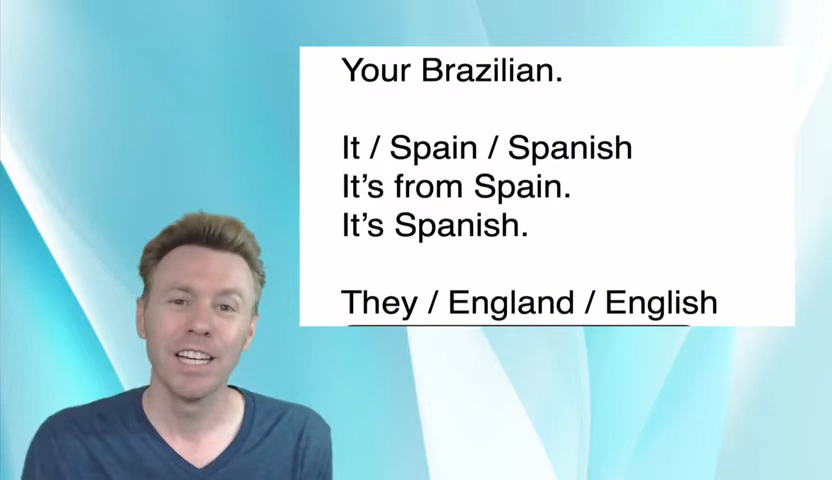 Your Brazilian.
It / Spain / Spanish
It's from Spain.
It's Spanish.
They / England / English